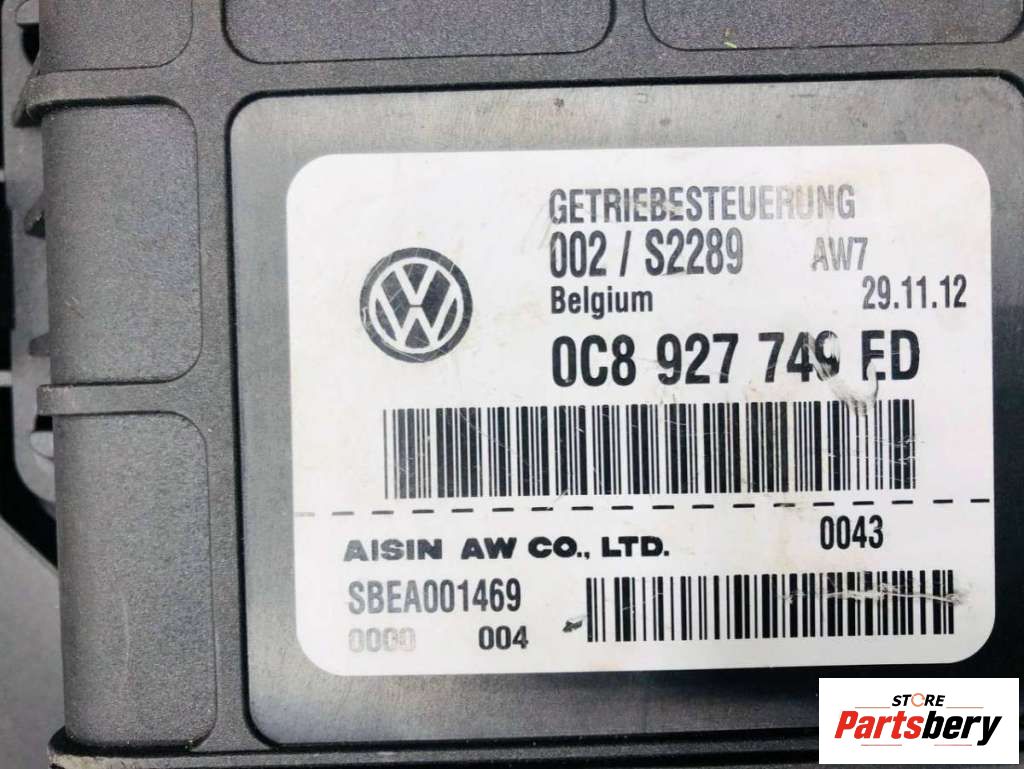 GETRIEBESTEUERUNG
002 / S2289 AW7
Belgium 29.11.12
0C8 927 749 ED
0043
AISIN AW CO., LTD.
SBEA001469
0000 004
STORE
Partsbery